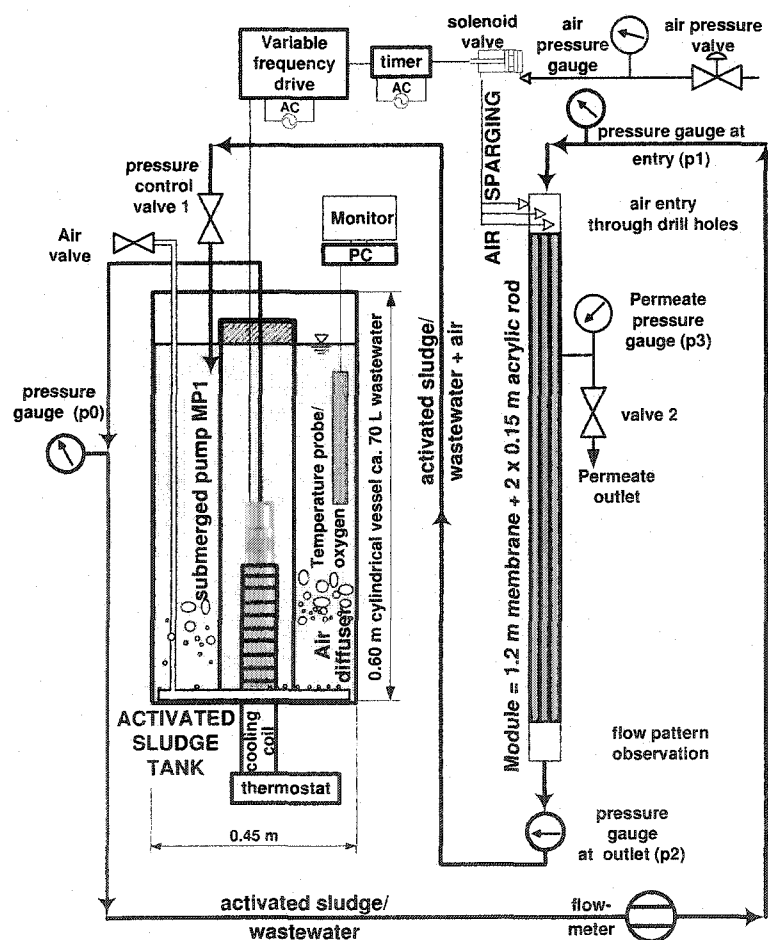 Variable
frequency
drive
AC
timer
AC
solenoid
valve
air
pressure
gauge
air pressure
valve
pressure gauge at
entry (p1)
AIR SPARGING
air entry
through drill holes
pressure
control
valve 1
Air
valve
Monitor
PC
Permeate
pressure
gauge (p3)
valve 2
Permeate
outlet
pressure
gauge (p0)
submerged pump MP1
Temperature probe/
oxygen
Air
diffuser
0.60 m cylindrical vessel ca. 70 L wastewater
activated sludge/
wastewater + air
Module = 1.2 m membrane + 2 x 0.15 m acrylic rod
ACTIVATED
SLUDGE
TANK
cooling
coil
thermostat
0.45 m
flow pattern
observation
pressure
gauge
at outlet (p2)
activated sludge/
wastewater
flow-
meter